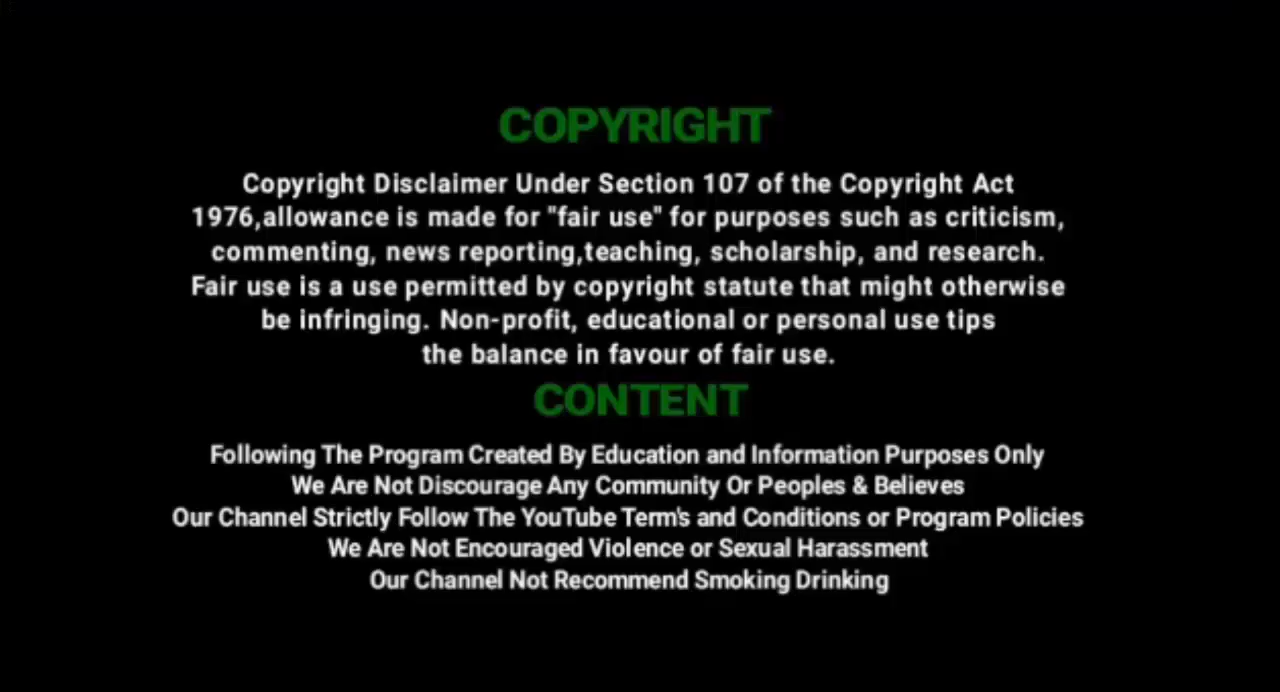 COPYRIGHT
Copyright Disclaimer Under Section 107 of the Copyright Act
1976,allowance is made for "fair use" for purposes such as criticism,
commenting, news reporting,teaching, scholarship, and research.
Fair use is a use permitted by copyright statute that might otherwise
be infringing. Non-profit, educational or personal use tips
the balance in favour of fair use.
CONTENT
Following The Program Created By Education and Information Purposes Only
We Are Not Discourage Any Community Or Peoples & Believes
Our Channel Strictly Follow The YouTube Term's and Conditions or Program Policies
We Are Not Encouraged Violence or Sexual Harassment
Our Channel Not Recommend Smoking Drinking